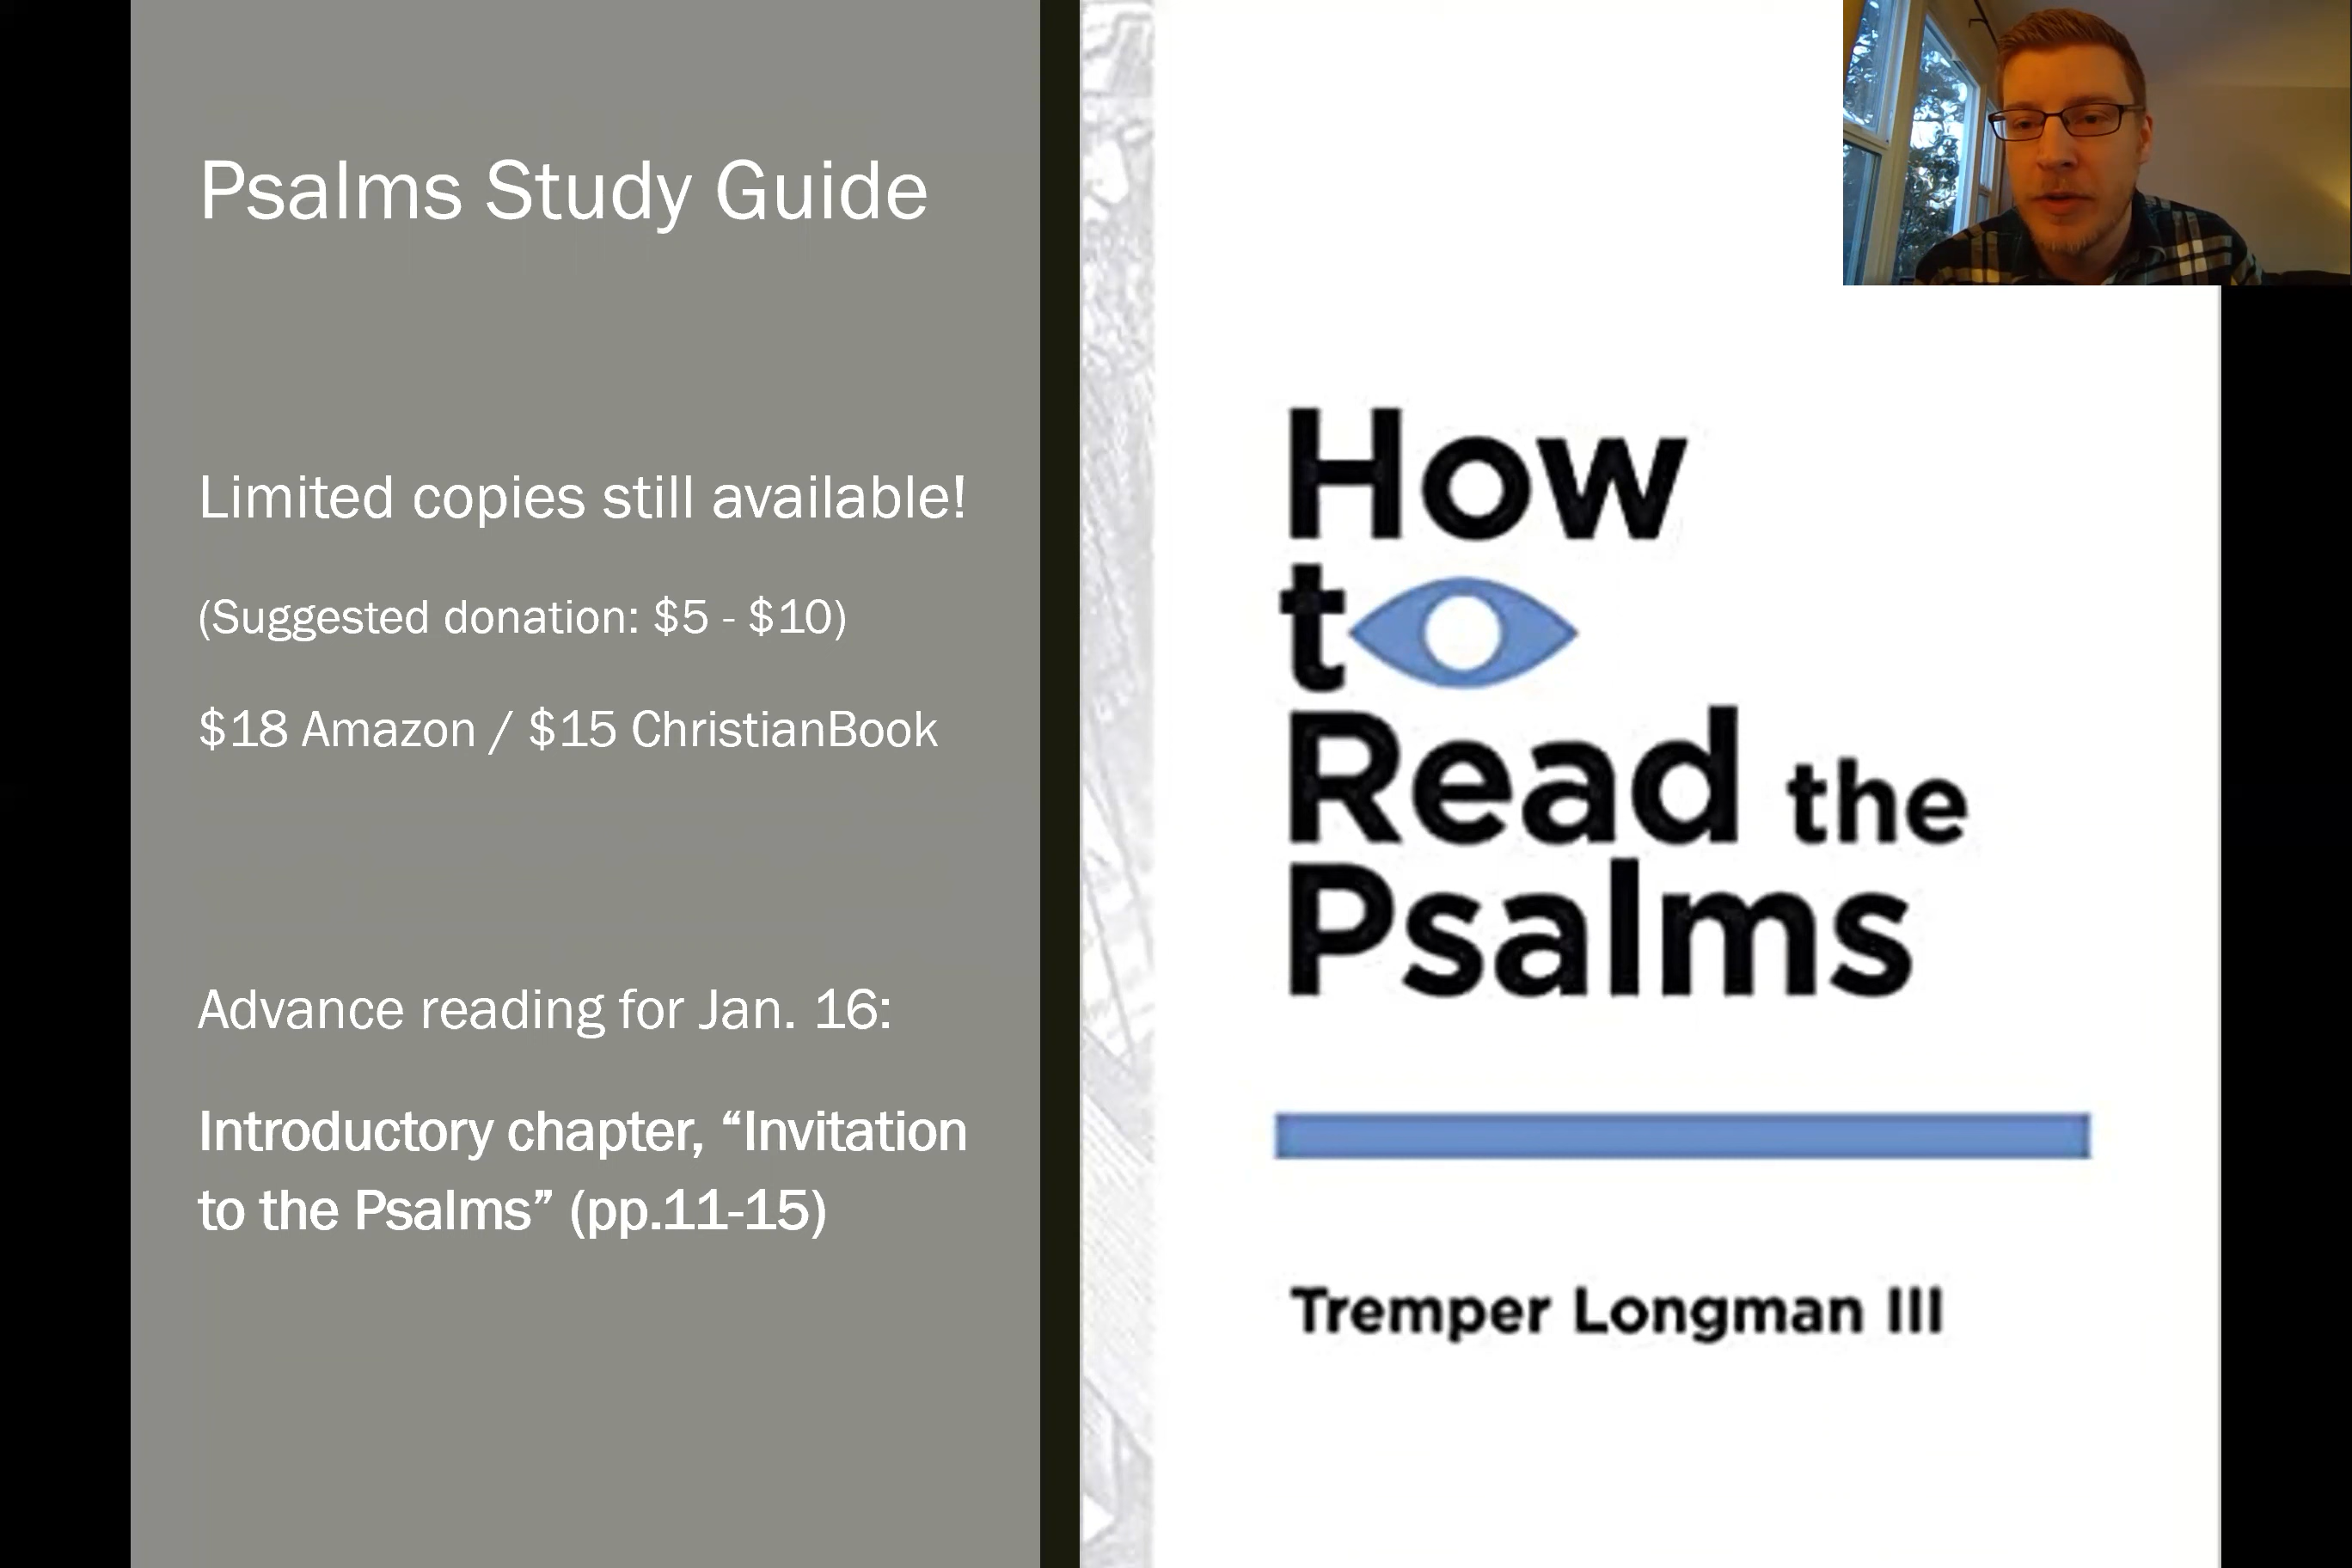 Psalms Study Guide
Limited copies still available!
(Suggested donation: $5 - $10)
$18 Amazon / $15 ChristianBook
Advance reading for Jan. 16:
Introductory chapter, “Invitation
to the Psalms” (pp.11-15)
How
to
Read the
Psalms
Tremper Longman III